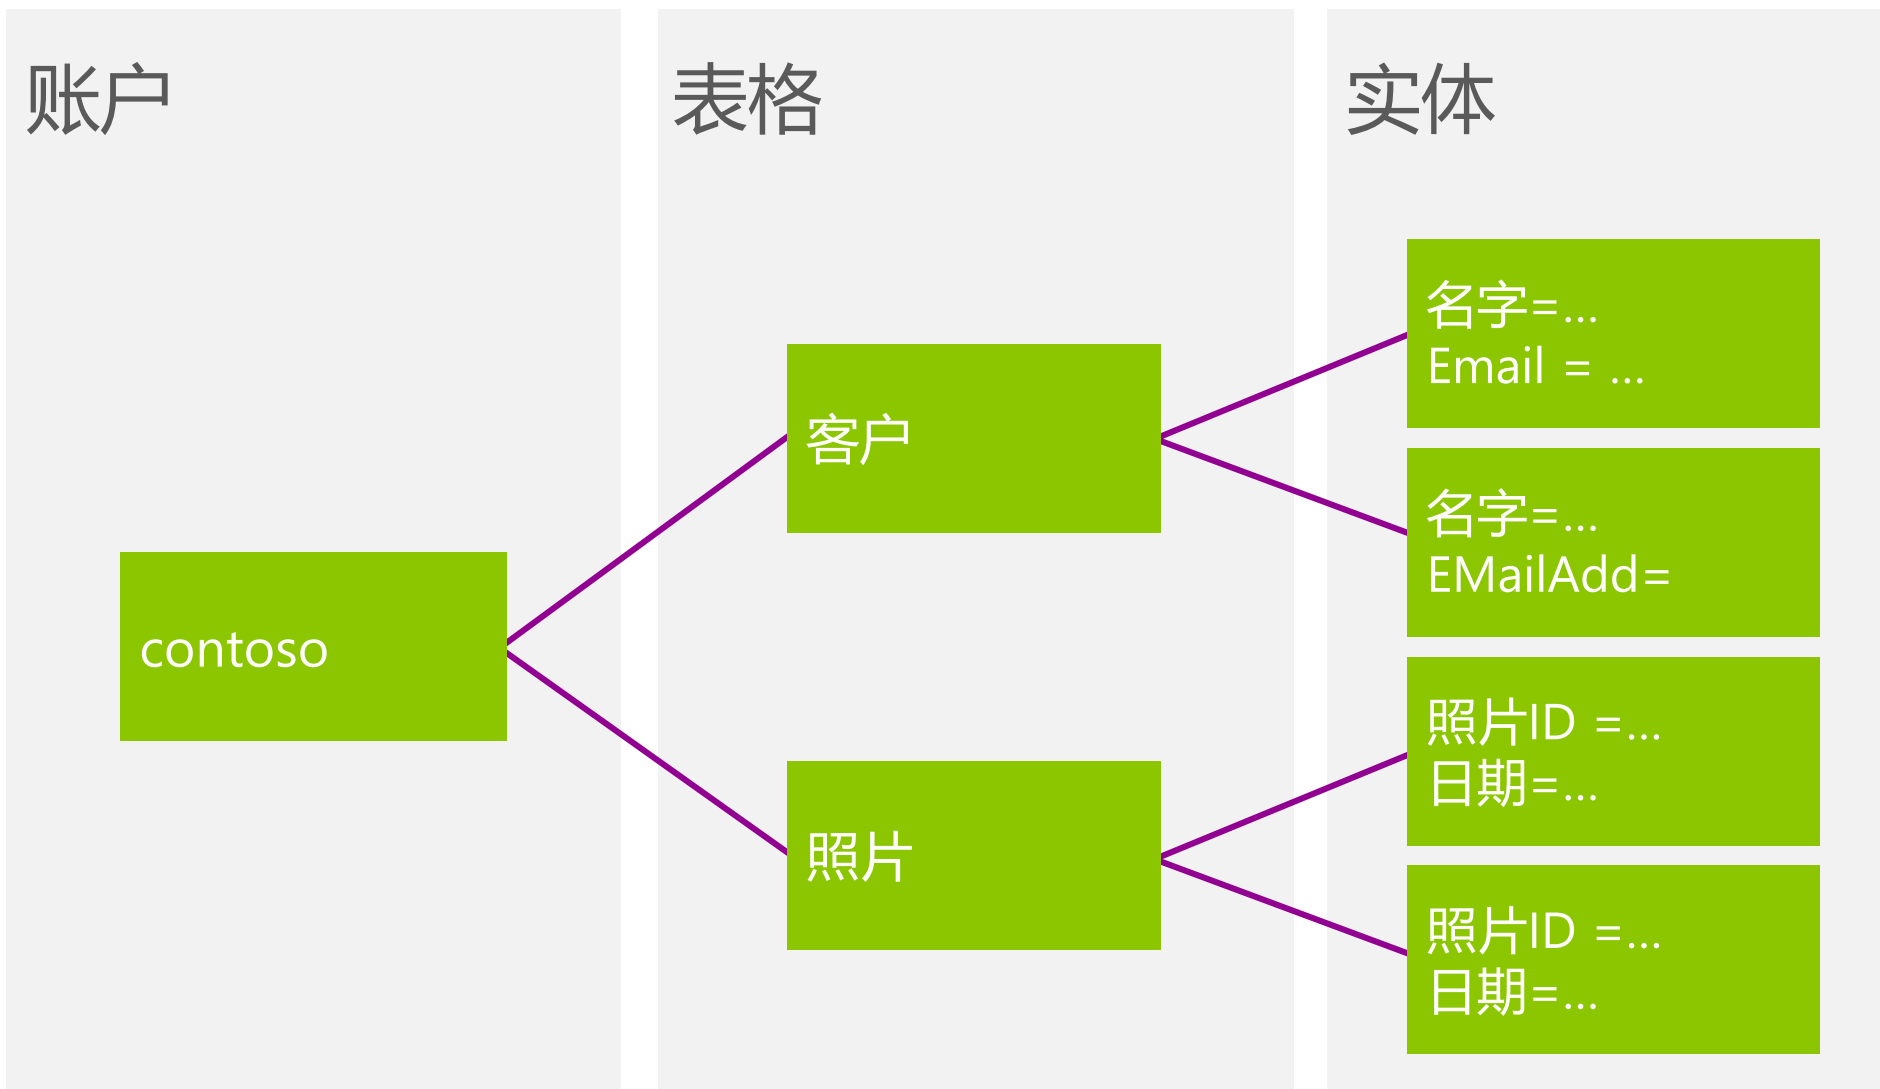 账户
表格
实体
contoso
客户
照片
名字=...
Email = ...
名字=...
EMailAdd=
照片ID =...
日期=...
照片ID =...
日期=...